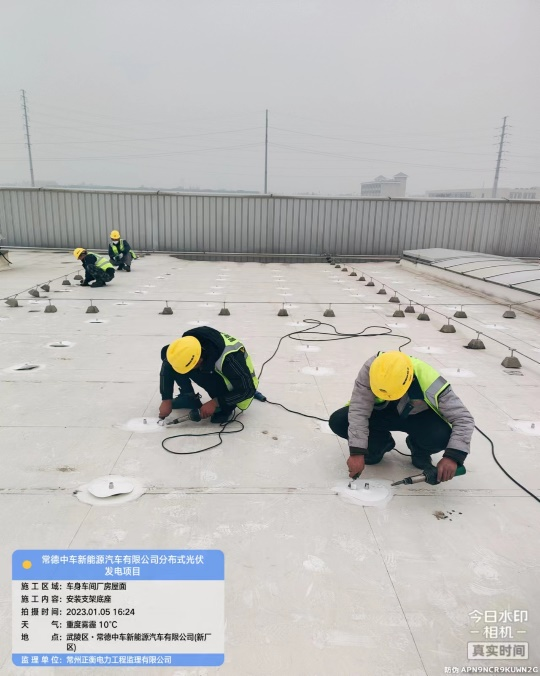 常德中车新能源汽车有限公司分布式光伏
发电项目
施工区域：车身车间厂房屋面
施工内容：安装支架底座
拍摄时间：2023.01.05 16:24
天气：重度雾霾 10℃
地点：武陵区·常德中车新能源汽车有限公司(新厂
区)
监理单位：常州正衡电力工程监理有限公司
今日水印
相机
真实时间
防伪 APN9NCR9KUWN2G